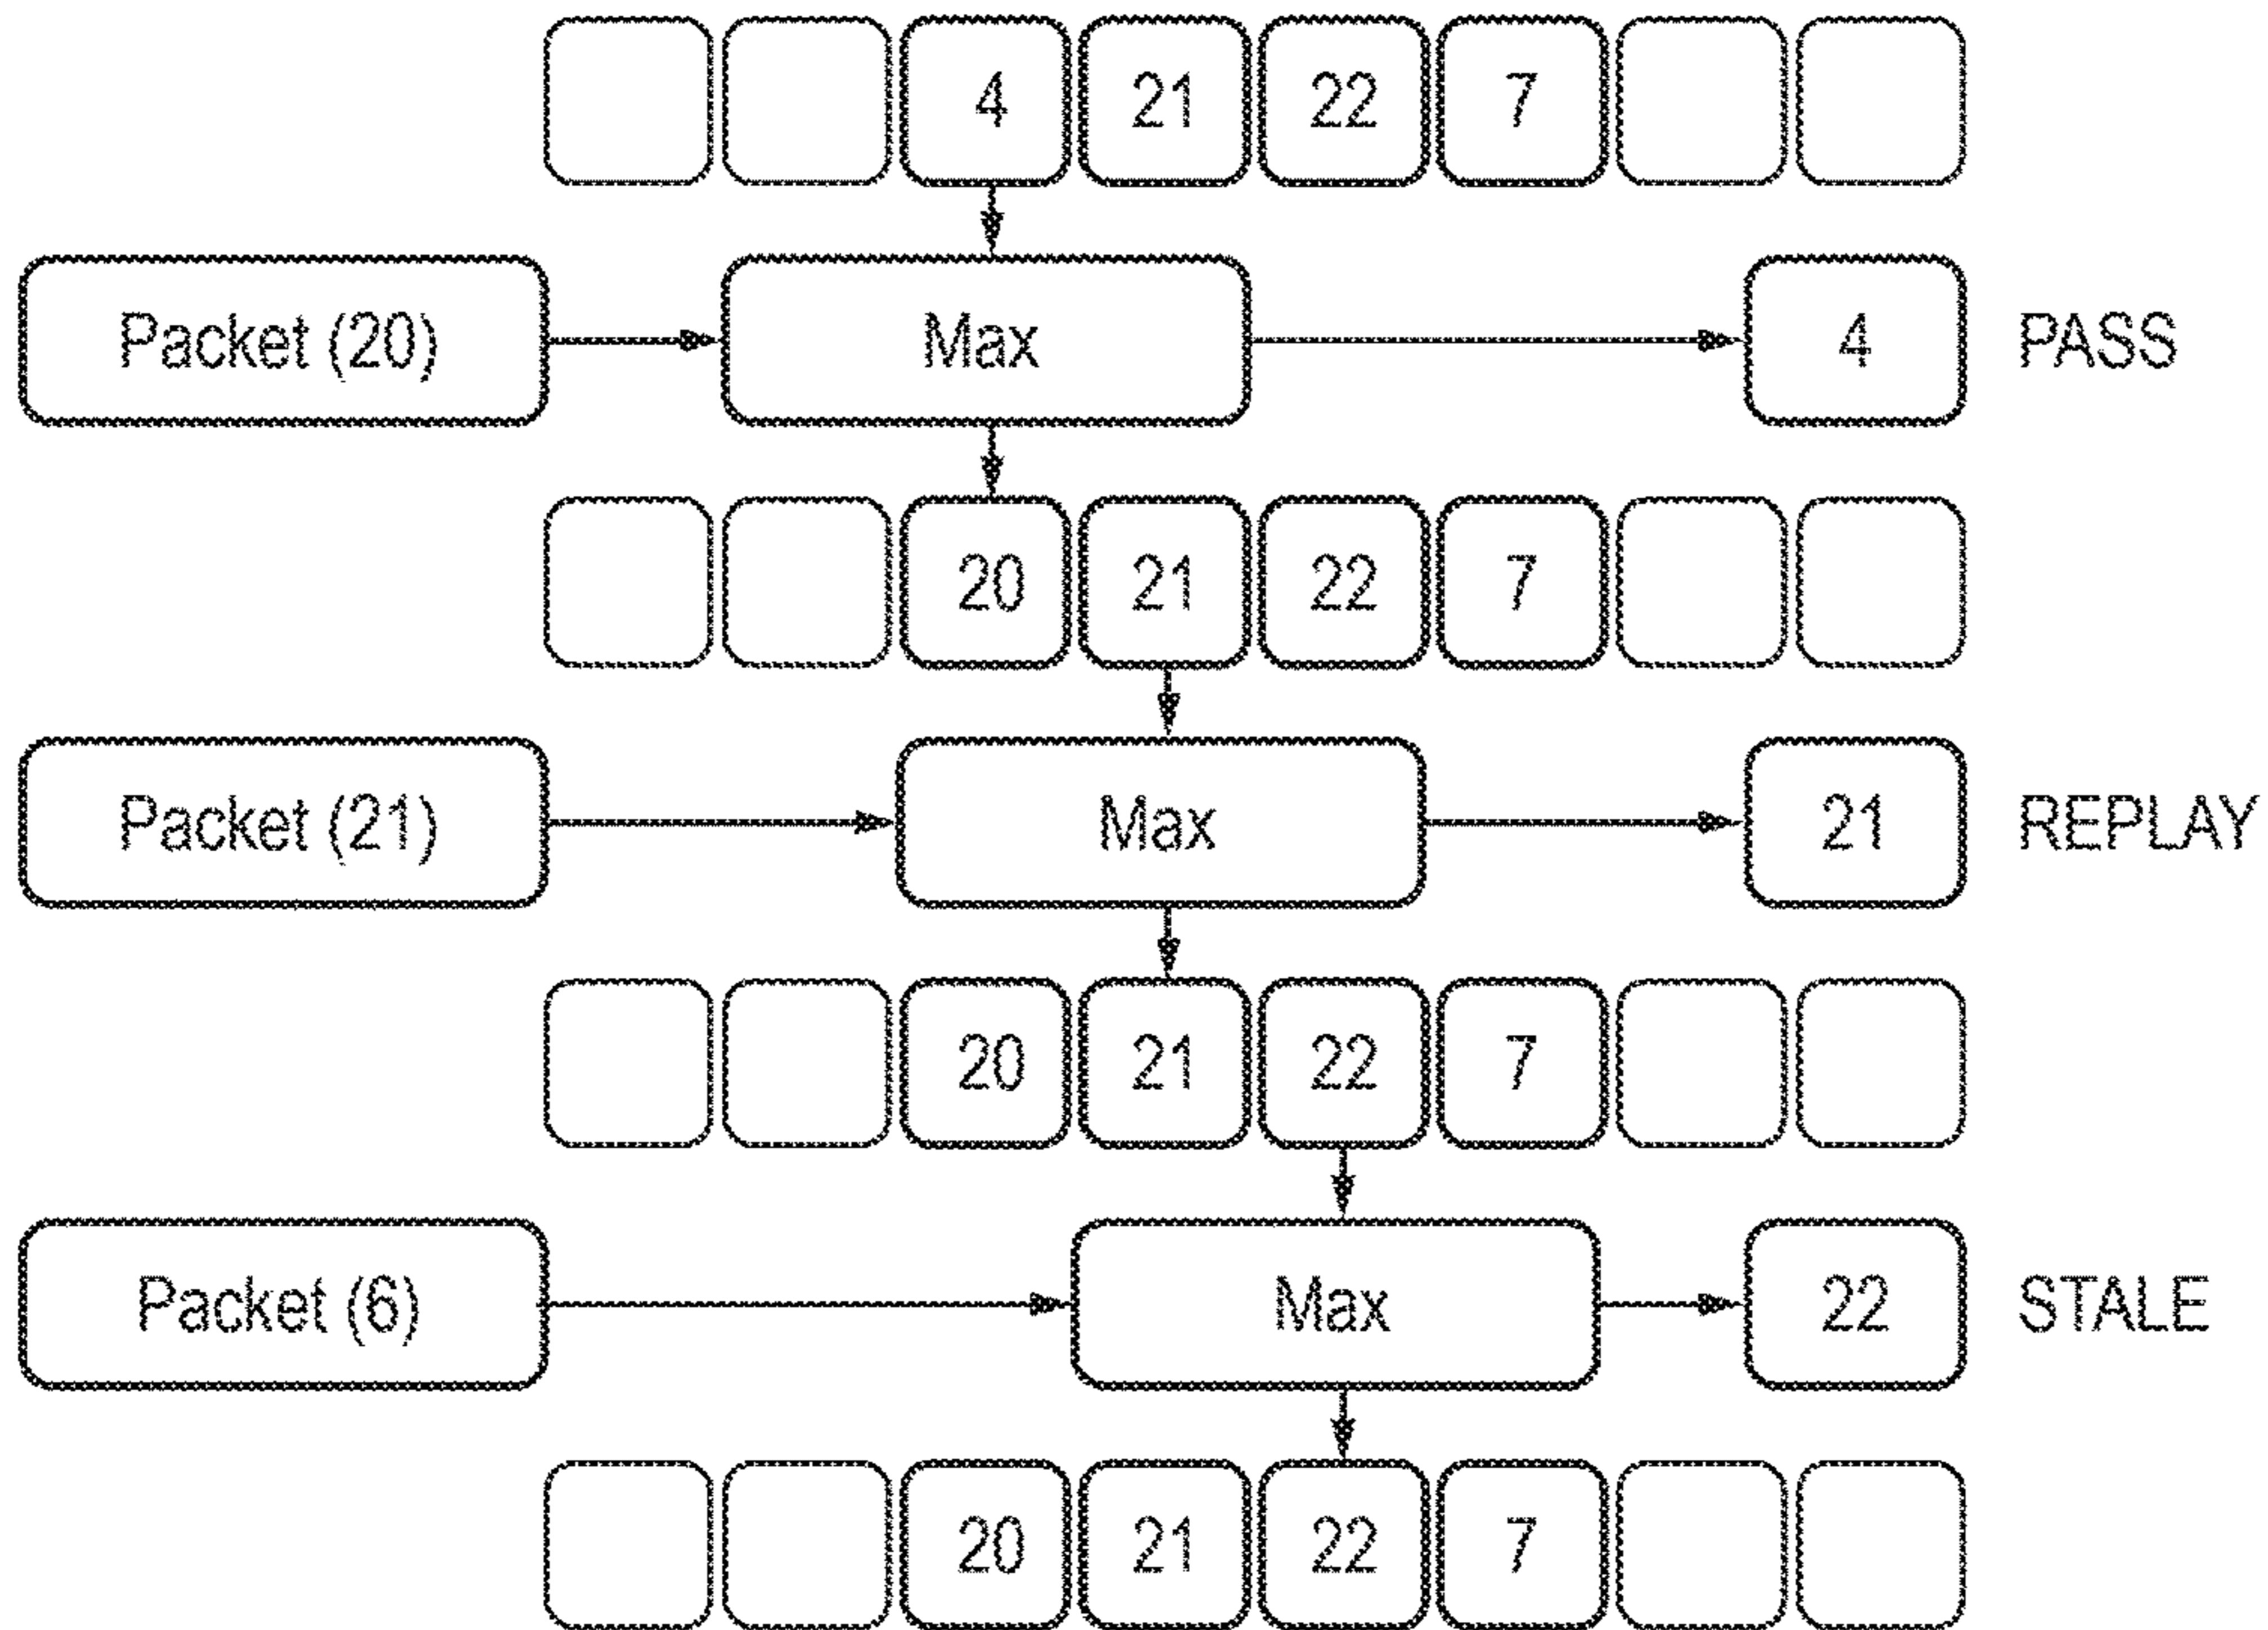 4 21 22 7
Packet (20) Max 4 PASS
20 21 22 7
Packet (21) Max 21 REPLAY
20 21 22 7
Packet (6) Max 22 STALE
20 21 22 7